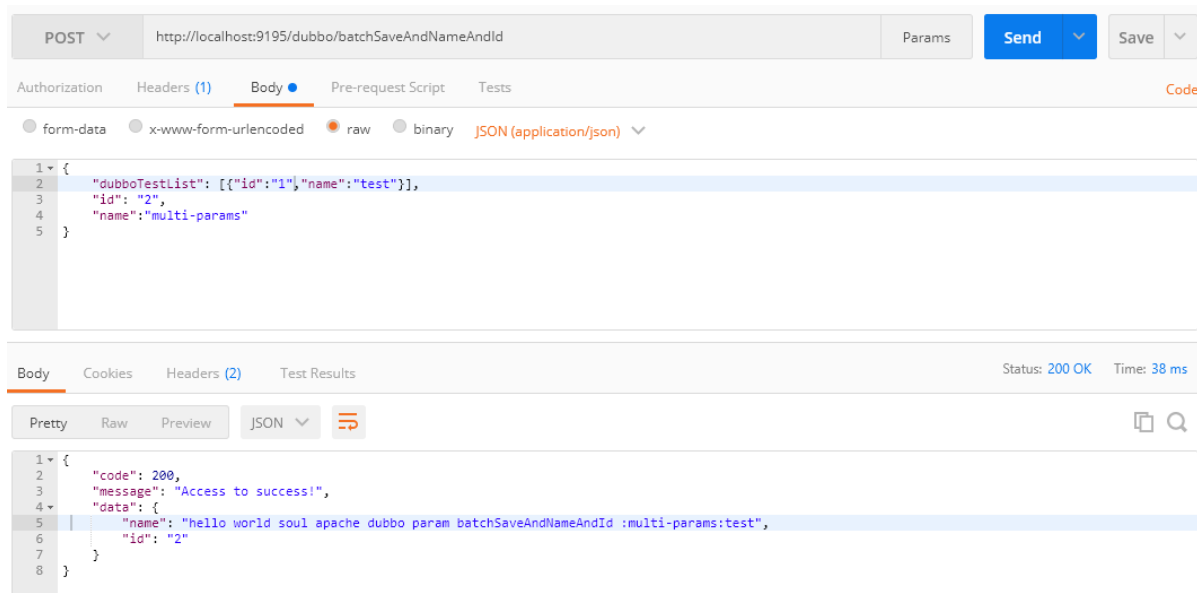 POST http://localhost:9195/dubbo/batchSaveAndNameAndId Params Send Save
Authorization Headers (1) Body Pre-request Script Tests Code
form-data x-www-form-urlencoded raw binary JSON (application/json)
1 {
2 "dubboTestList": [{"id":"1","name":"test"}],
3 "id": "2",
4 "name":"multi-params"
5 }
Body Cookies Headers (2) Test Results Status: 200 OK Time: 38 ms
Pretty Raw Preview JSON
1 {
2 "code": 200,
3 "message": "Access to success!",
4 "data": {
5 "name": "hello world soul apache dubbo param batchSaveAndNameAndId :multi-params:test",
6 "id": "2"
7 }
8 }